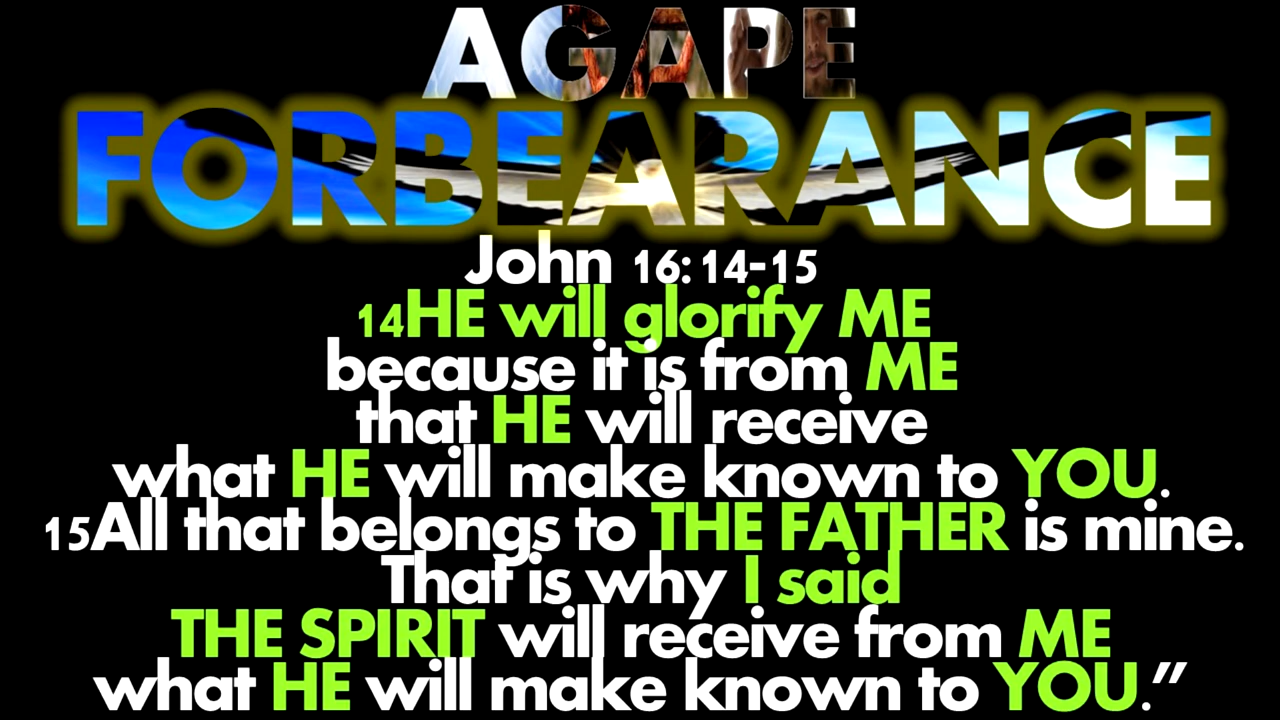 AGAPE
FORBEARANCE
John 16:14-15
14HE will glorify ME
because it is from ME
that HE will receive
what HE will make known to YOU.
15All that belongs to THE FATHER is mine.
That is why I said
THE SPIRIT will receive from ME
what HE will make known to YOU.”